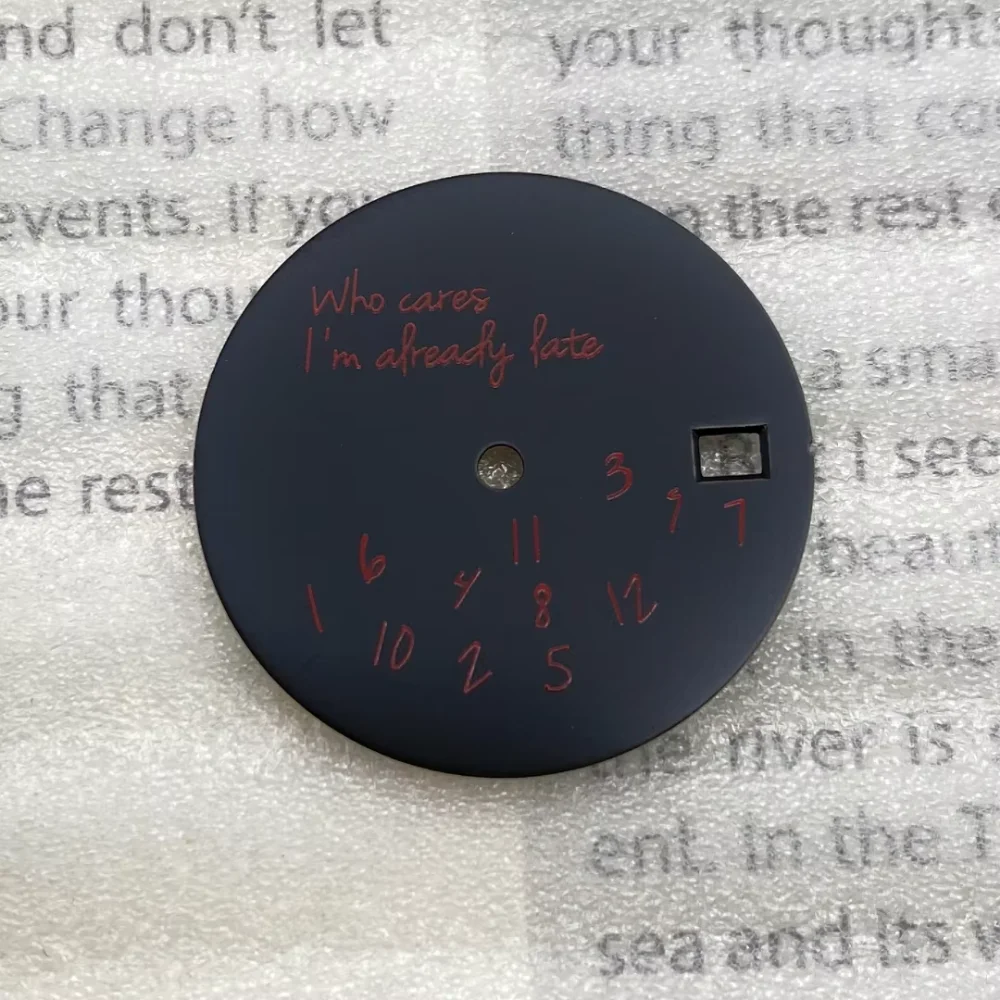 nd don't let
Change how
events. If you
our thou
g that
he rest
your thought
thing that
n the rest
a sma
I see
beaut
in the
river is
ent. in the T
sea and its w
Who cares
I'm already late
3
9
7
11
6
4
8
12
1
10
2
5